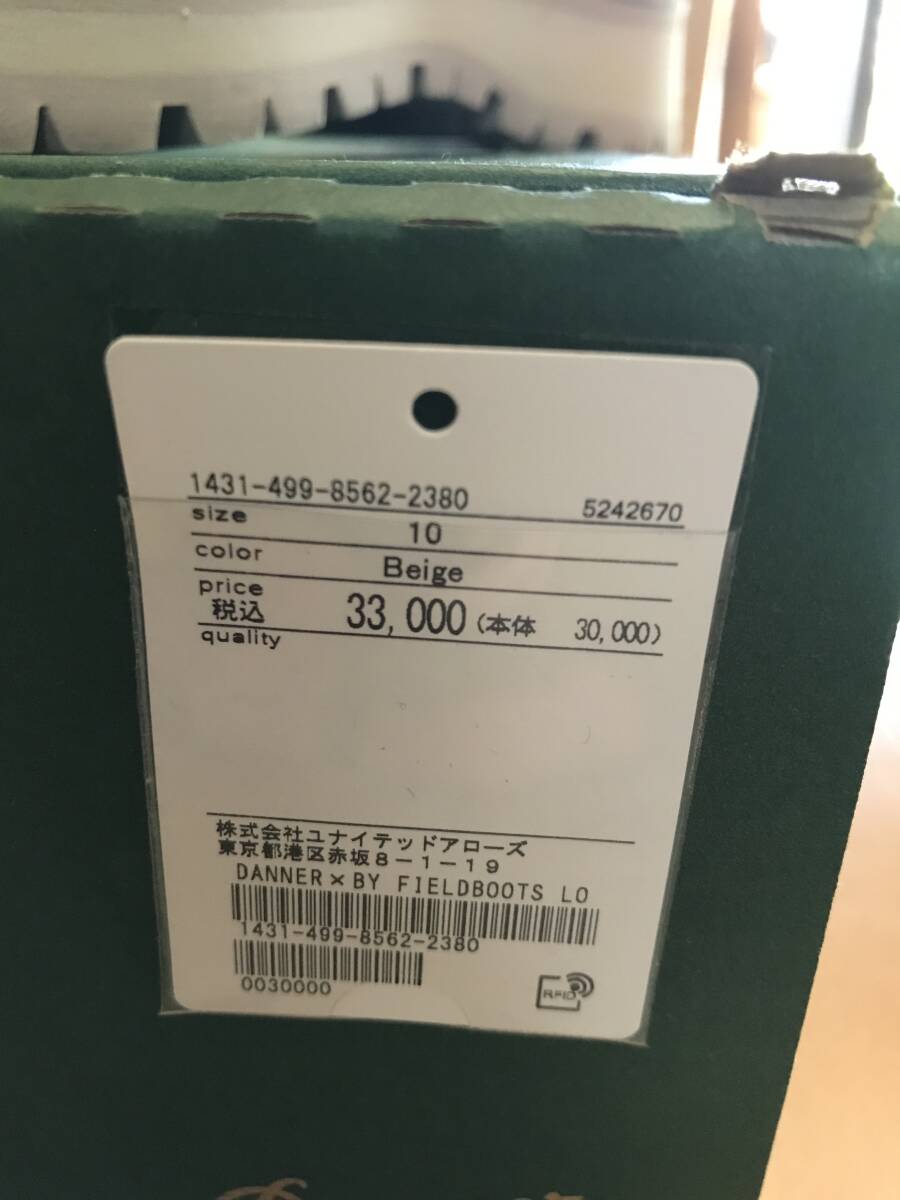 1431-499-8562-2380 5242670
size 10
color Beige
price
税込 33,000 (本体 30,000)
quality
株式会社ユナイテッドアローズ
東京都港区赤坂8-1-19
DANNER×BY FIELDBOOTS LO
1431-499-8562-2380
0030000
RFID